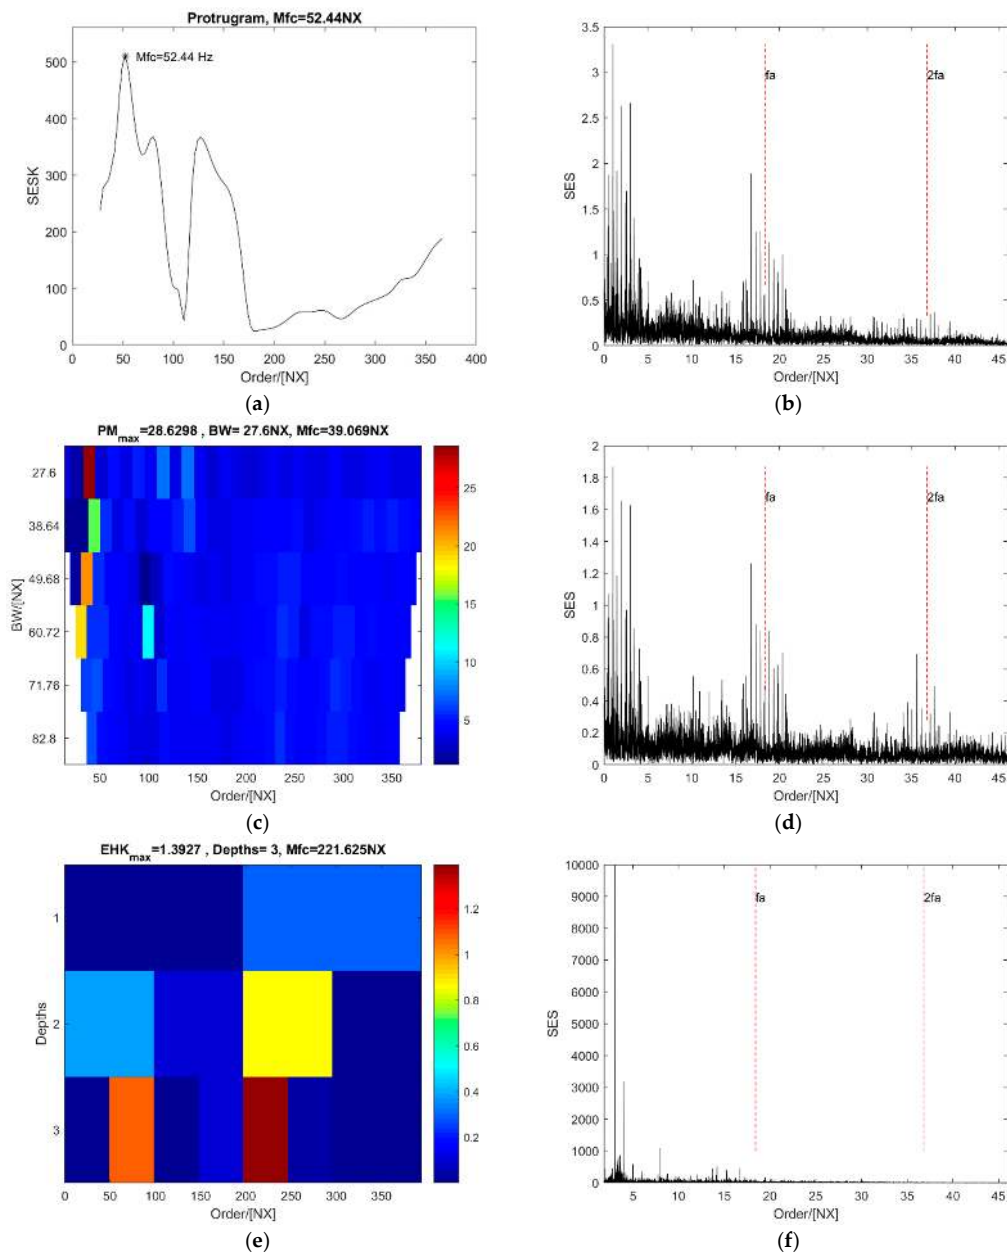 Protrugram, Mfc=52.44NX
Mfc=52.44 Hz
SESK
500
400
300
200
100
0
0 50 100 150 200 250 300 350 400
Order/[NX]
(a)
SES
3.5
3
2.5
2
1.5
1
0.5
0
fa
2fa
0 5 10 15 20 25 30 35 40 45
Order/[NX]
(b)
PMmax=28.6298 , BW= 27.6NX, Mfc=39.069NX
BW/[NX]
27.6
38.64
49.68
60.72
71.76
82.8
50 100 150 200 250 300 350
Order/[NX]
25
20
15
10
5
(c)
SES
2
1.8
1.6
1.4
1.2
1
0.8
0.6
0.4
0.2
0
fa
2fa
0 5 10 15 20 25 30 35 40 45
Order/[NX]
(d)
EHKmax=1.3927 , Depths= 3, Mfc=221.625NX
Depths
1
2
3
0 50 100 150 200 250 300 350
Order/[NX]
1.2
1
0.8
0.6
0.4
0.2
(e)
SES
10000
9000
8000
7000
6000
5000
4000
3000
2000
1000
0
fa
2fa
5 10 15 20 25 30 35 40 45
Order/[NX]
(f)